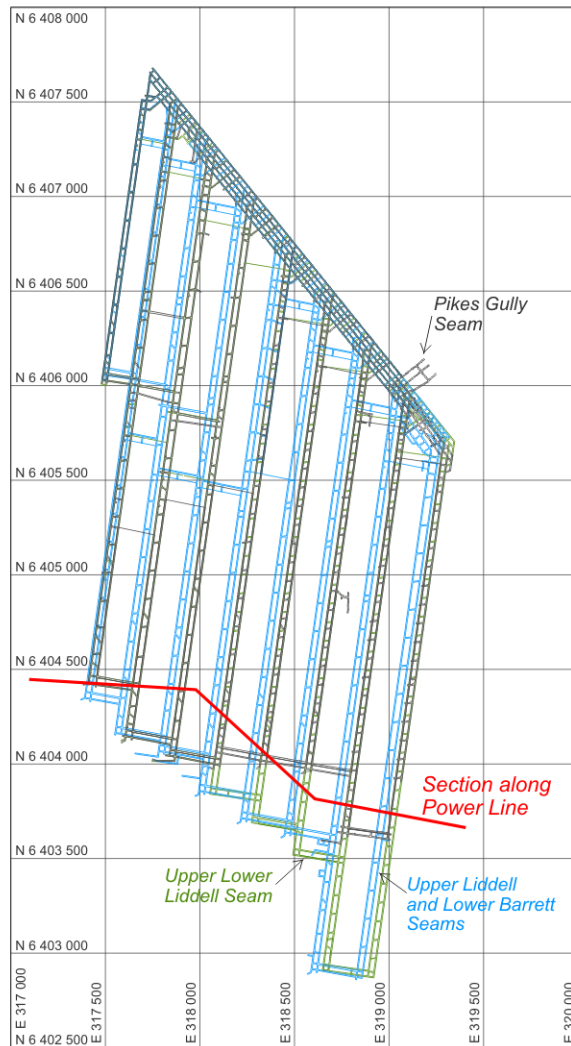 N 6 408 000
N 6 407 500
N 6 407 000
N 6 406 500
Pikes Gully
Seam
N 6 406 000
N 6 405 500
N 6 405 000
N 6 404 500
N 6 404 000
Section along
Power Line
N 6 403 500
Upper Lower
Liddell Seam
Upper Liddell
and Lower Barrett
Seams
N 6 403 000
N 6 402 500
E 317 000
E 317 500
E 318 000
E 318 500
E 319 000
E 319 500
E 320 000